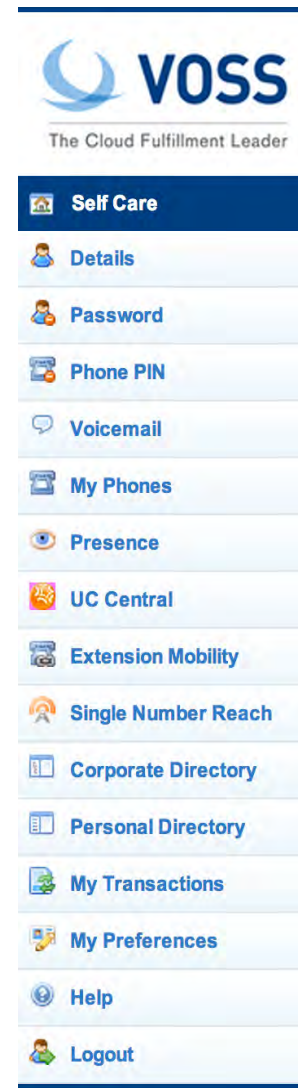 VOSS
The Cloud Fulfillment Leader
Self Care
Details
Password
Phone PIN
Voicemail
My Phones
Presence
UC Central
Extension Mobility
Single Number Reach
Corporate Directory
Personal Directory
My Transactions
My Preferences
Help
Logout